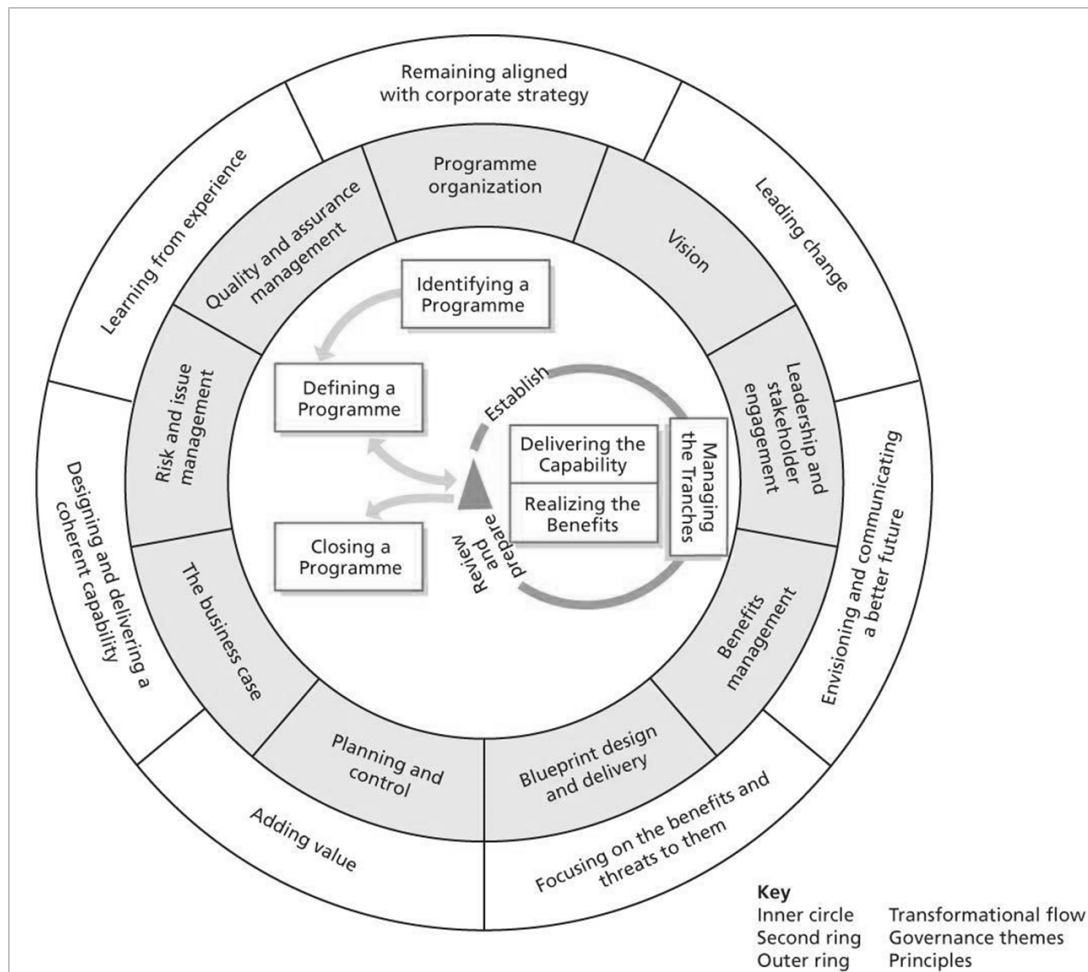 Remaining aligned
with corporate strategy
Leading change
Envisioning and communicating
a better future
Focusing on the benefits and
threats to them
Adding value
Designing and delivering a
coherent capability
Learning from experience
Programme
organization
Vision
Leadership and
stakeholder
engagement
Benefits
management
Blueprint design
and delivery
Planning and
control
The business case
Risk and issue
management
Quality and assurance
management
Identifying a
Programme
Defining a
Programme
Closing a
Programme
Establish
Delivering the
Capability
Realizing the
Benefits
Managing
the Tranches
Review
and
prepare
Key
Inner circle Transformational flow
Second ring Governance themes
Outer ring Principles